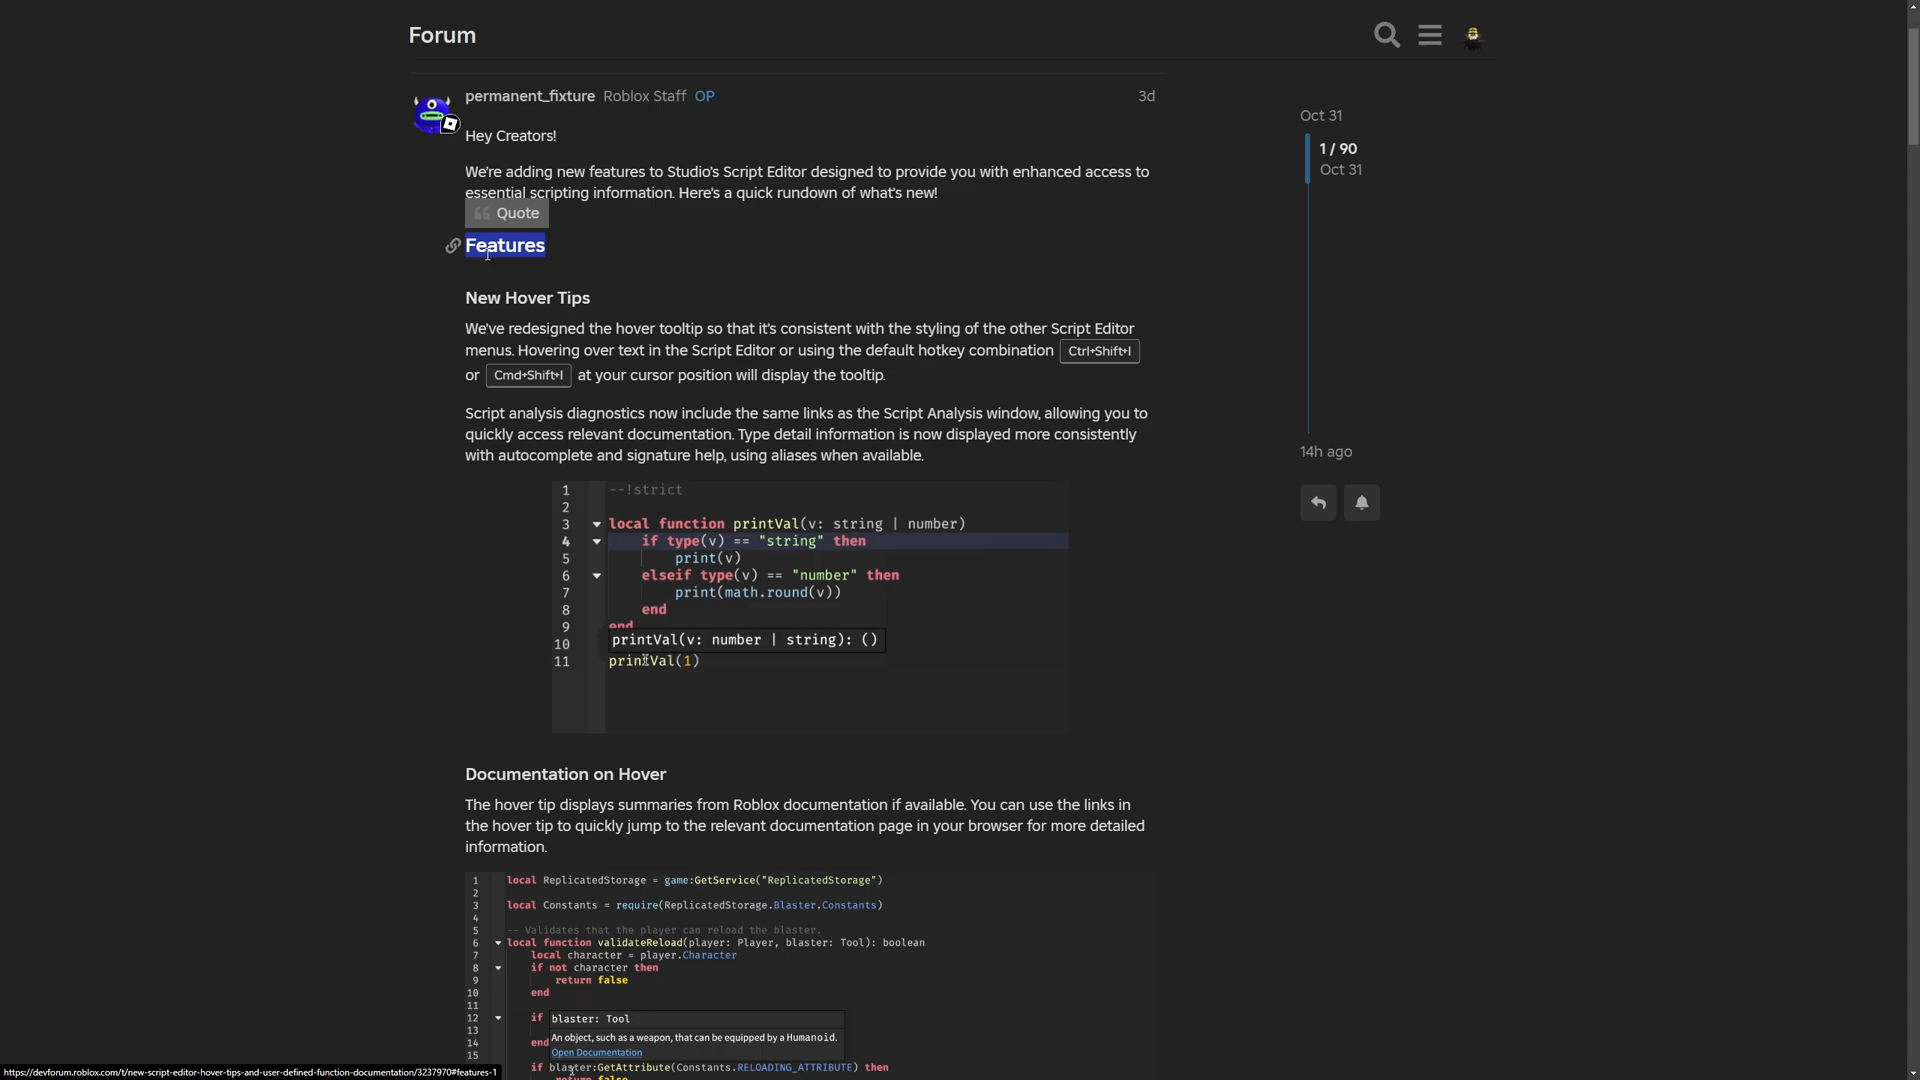 Forum
permanent_fixture Roblox Staff OP 3d
Hey Creators!
We're adding new features to Studio's Script Editor designed to provide you with enhanced access to
essential scripting information. Here's a quick rundown of what's new!
Quote
Features
New Hover Tips
We've redesigned the hover tooltip so that it's consistent with the styling of the other Script Editor
menus. Hovering over text in the Script Editor or using the default hotkey combination Ctrl+Shift+I
or Cmd+Shift+I at your cursor position will display the tooltip.
Script analysis diagnostics now include the same links as the Script Analysis window, allowing you to
quickly access relevant documentation. Type detail information is now displayed more consistently
with autocomplete and signature help, using aliases when available.
1 --!strict
2
3 local function printVal(v: string | number)
4 if type(v) == "string" then
5 print(v)
6 elseif type(v) == "number" then
7 print(math.round(v))
8 end
9 end
10 printVal(v: number | string): ()
11 printVal(1)
Documentation on Hover
The hover tip displays summaries from Roblox documentation if available. You can use the links in
the hover tip to quickly jump to the relevant documentation page in your browser for more detailed
information.
1 local ReplicatedStorage = game:GetService("ReplicatedStorage")
2
3 local Constants = require(ReplicatedStorage.Blaster.Constants)
4
5 -- Validates that the player can reload the blaster.
6 local function validateReload(player: Player, blaster: Tool): boolean
7 local character = player.Character
8 if not character then
9 return false
10 end
11
12 if blaster: Tool
13 An object, such as a weapon, that can be equipped by a Humanoid.
14 end
15 Open Documentation
if blaster:GetAttribute(Constants.RELOADING_ATTRIBUTE) then
return false
Oct 31
1 / 90
Oct 31
14h ago
https://devforum.roblox.com/t/new-script-editor-hover-tips-and-user-defined-function-documentation/3237970#features-1